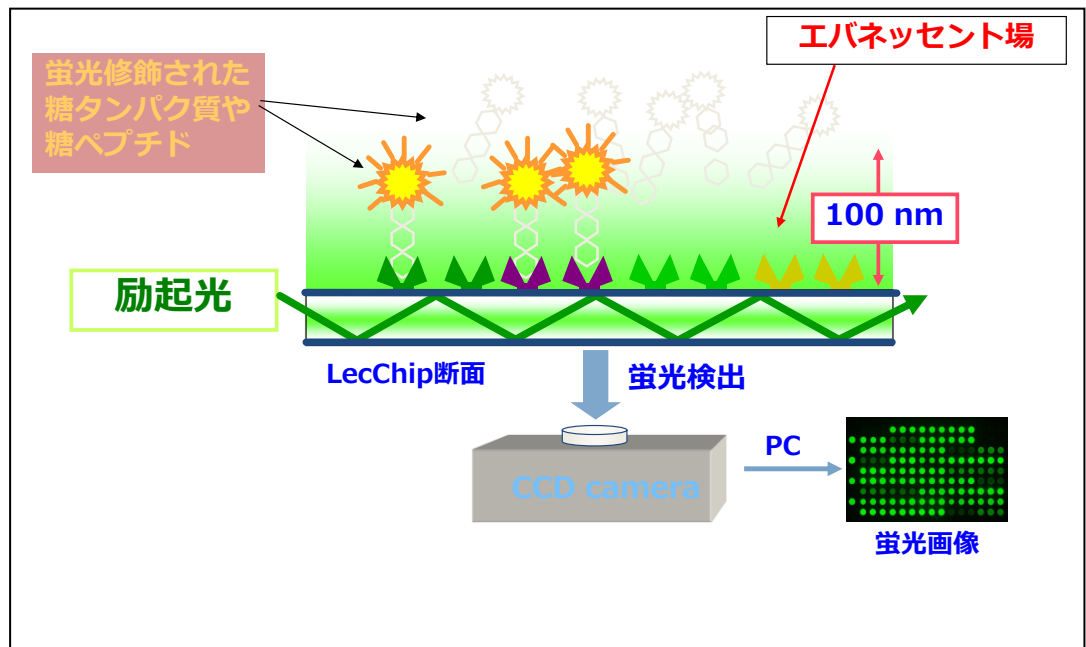 エバネッセント場
蛍光修飾された
糖タンパク質や
糖ペプチド
100 nm
励起光
LecChip断面
蛍光検出
CCD camera
PC
蛍光画像